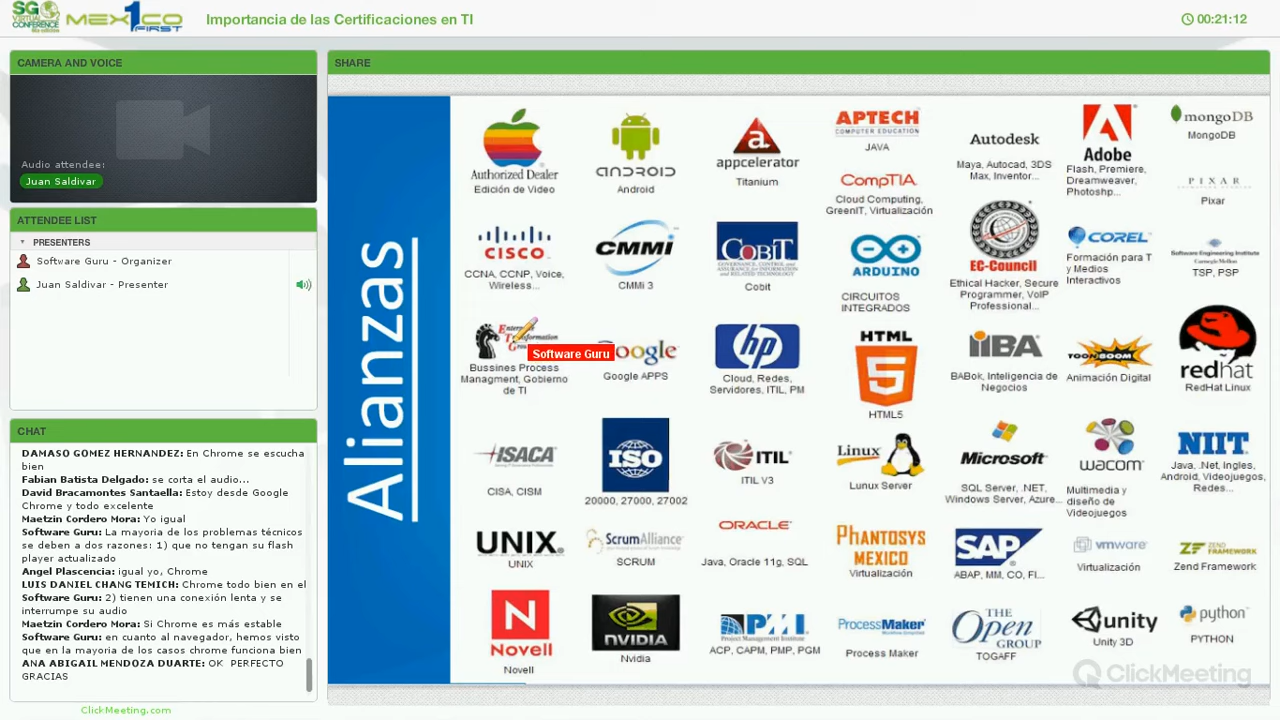 SG
VIRTUAL
CONFERENCE
MEXICO
1
FIRST
Importancia de las Certificaciones en TI
00:21:12
CAMERA AND VOICE
Audio attendee:
Juan Saldivar
ATTENDEE LIST
PRESENTERS
Software Guru - Organizer
Juan Saldivar - Presenter
CHAT
DAMASO GOMEZ HERNANDEZ: En Chrome se escucha
bien
Fabian Batista Delgado: se corta el audio...
David Bracamontes Santaella: Estoy desde Google
Chrome y todo excelente
Maetzin Cordero Mora: Yo igual
Software Guru: La mayoria de los problemas técnicos
se deben a dos razones: 1) que no tengan su flash
player actualizado
Angel Plascencia: igual yo, Chrome
LUIS DANIEL CHANG TEMICH: Chrome todo bien en el
Software Guru: 2) tienen una conexión lenta y se
interrumpe su audio
Maetzin Cordero Mora: Si Chrome es más estable
Software Guru: en cuanto al navegador, hemos visto
que en la mayoria de los casos chrome funciona bien
ANA ABIGAIL MENDOZA DUARTE: OK PERFECTO
GRACIAS
ClickMeeting.com
SHARE
Alianzas
Authorized Dealer
Edición de Video
ANDROID
Android
a
appcelerator
Titanium
APTECH
COMPUTER EDUCATION
JAVA
CompTIA
Cloud Computing,
GreenIT, Virtualización
Autodesk
Maya, Autocad, 3DS
Max, Inventor...
Adobe
Flash, Premiere,
Dreamweaver,
Photoshp...
mongoDB
MongoDB
PIXAR
Pixar
CISCO
CCNA, CCNP, Voice,
Wireless...
CMMi
CMMi 3
COBIT
GOVERNANCE, CONTROL and
ASSURANCE for INFORMATION
and RELATED TECHNOLOGY
Cobit
ARDUINO
CIRCUITOS
INTEGRADOS
EC-Council
Ethical Hacker, Secure
Programmer, VoIP
Professional...
COREL
Formación para T
y Medios
Interactivos
Software Engineering Institute
Carnegie Mellon
TSP, PSP
Software Guru
Bussines Process
Managment, Gobierno
de TI
oogle
Google APPS
hp
Cloud, Redes,
Servidores, ITIL, PM
HTML
5
HTML5
iiBA
BABok, Inteligencia de
Negocios
TOONBOOM
Animación Digital
redhat
RedHat Linux
ISACA
CISA, CISM
ISO
20000, 27000, 27002
ITIL
ITIL V3
Linux
Lunux Server
Microsoft
SQL Server, .NET,
Windows Server, Azure...
wacom
Multimedia y
diseño de
Videojuegos
NIIT
Java, .Net, Ingles,
Android, Videojuegos,
Redes...
UNIX
UNIX
ScrumAlliance
SCRUM
ORACLE
Java, Oracle 11g, SQL
PHANTOSYS
MEXICO
Virtualización
SAP
ABAP, MM, CO, FI...
vmware
Virtualización
ZEND FRAMEWORK
Zend Framework
N
Novell
Novell
NVIDIA
Nvidia
PMI
Project Management Institute
ACP, CAPM, PMP, PGM
ProcessMaker
Process Maker
THE
Open
GROUP
TOGAFF
unity
Unity 3D
python
PYTHON
ClickMeeting